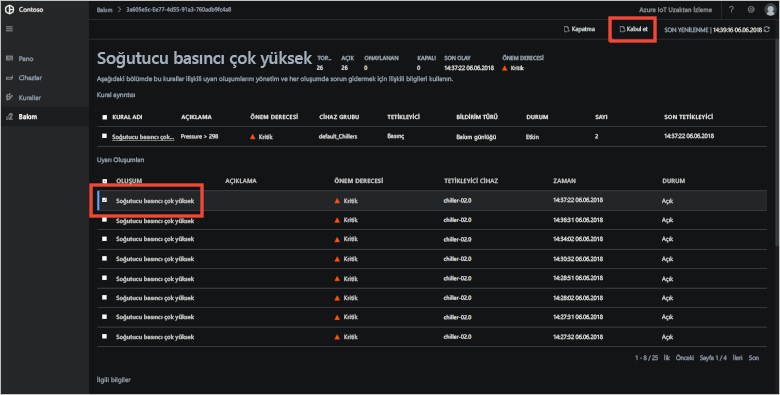 Contoso
Bakım > 3a605e5c-Ee77-4d55-91a3-760adb9fc4a8
Azure IoT Uzaktan İzleme
Kapatma
Kabul et
SON YENİLENME | 14:39:16 06.06.2018
Pano
Cihazlar
Kurallar
Bakım
Soğutucu basıncı çok yüksek
TOP... AÇIK ONAYLANAN KAPALI SON OLAY ÖNEM DERECESİ
26 26 0 0 14:37:22 06.06.2018 Kritik
Aşağıdaki bölümde bu kuralla ilişkili uyarı oluşumlarını yönetin ve her oluşumda sorun gidermek için ilişkili bilgileri kullanın.
Kural ayrıntısı
KURAL ADI AÇIKLAMA ÖNEM DERECESİ CİHAZ GRUBU TETİKLEYİCİ BİLDİRİM TÜRÜ DURUM SAYI SON TETİKLEYİCİ
Soğutucu basıncı çok... Pressure > 298 Kritik default_Chillers Basınç Bakım günlüğü Etkin 2 14:37:22 06.06.2018
Uyarı Oluşumları
OLUŞUM AÇIKLAMA ÖNEM DERECESİ TETİKLEYİCİ CİHAZ ZAMAN DURUM
Soğutucu basıncı çok yüksek Kritik chiller-02.0 14:37:22 06.06.2018 Açık
Soğutucu basıncı çok yüksek Kritik chiller-02.0 14:36:31 06.06.2018 Açık
Soğutucu basıncı çok yüksek Kritik chiller-02.0 14:34:02 06.06.2018 Açık
Soğutucu basıncı çok yüksek Kritik chiller-02.0 14:30:32 06.06.2018 Açık
Soğutucu basıncı çok yüksek Kritik chiller-02.0 14:28:51 06.06.2018 Açık
Soğutucu basıncı çok yüksek Kritik chiller-02.0 14:28:02 06.06.2018 Açık
Soğutucu basıncı çok yüksek Kritik chiller-02.0 14:27:31 06.06.2018 Açık
Soğutucu basıncı çok yüksek Kritik chiller-02.0 14:27:32 06.06.2018 Açık
1 - 8 / 25 İlk Önceki Sayfa 1 / 4 İleri Son
İlgili bilgiler